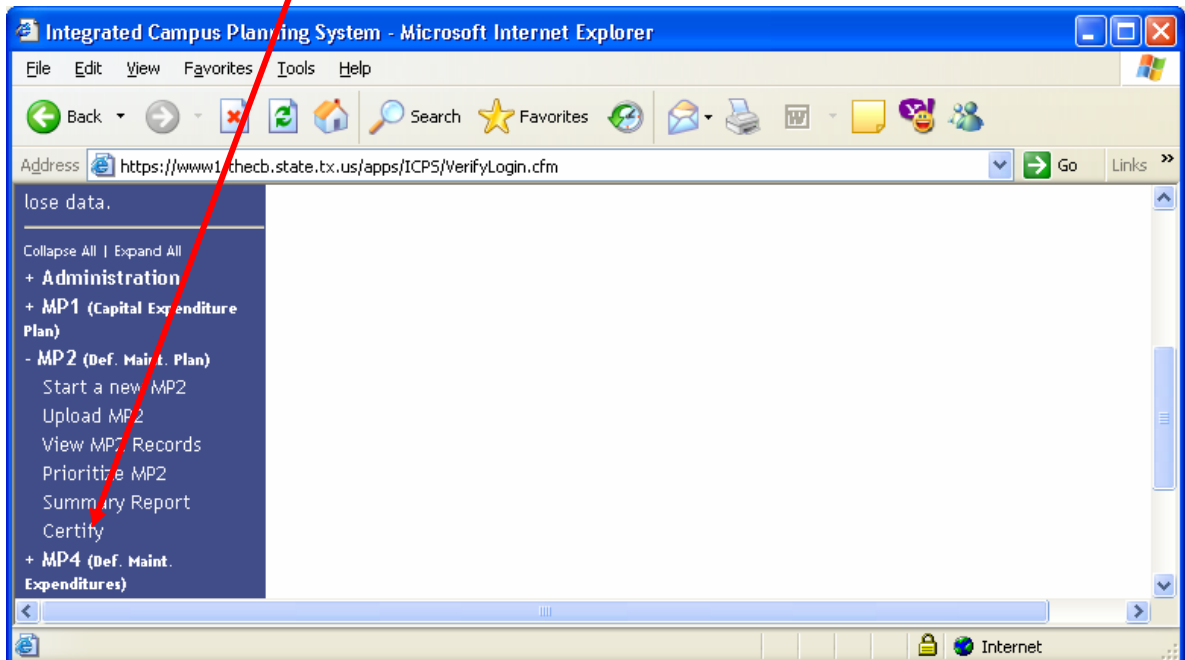 Integrated Campus Planning System - Microsoft Internet Explorer
File Edit View Favorites Tools Help
Back Search Favorites
Address https://www1.thecb.state.tx.us/apps/ICPS/VerifyLogin.cfm Go Links »
lose data.
Collapse All | Expand All
+ Administration
+ MP1 (Capital Expenditure
Plan)
- MP2 (Def. Maint. Plan)
Start a new MP2
Upload MP2
View MP2 Records
Prioritize MP2
Summary Report
Certify
+ MP4 (Def. Maint.
Expenditures)
Internet